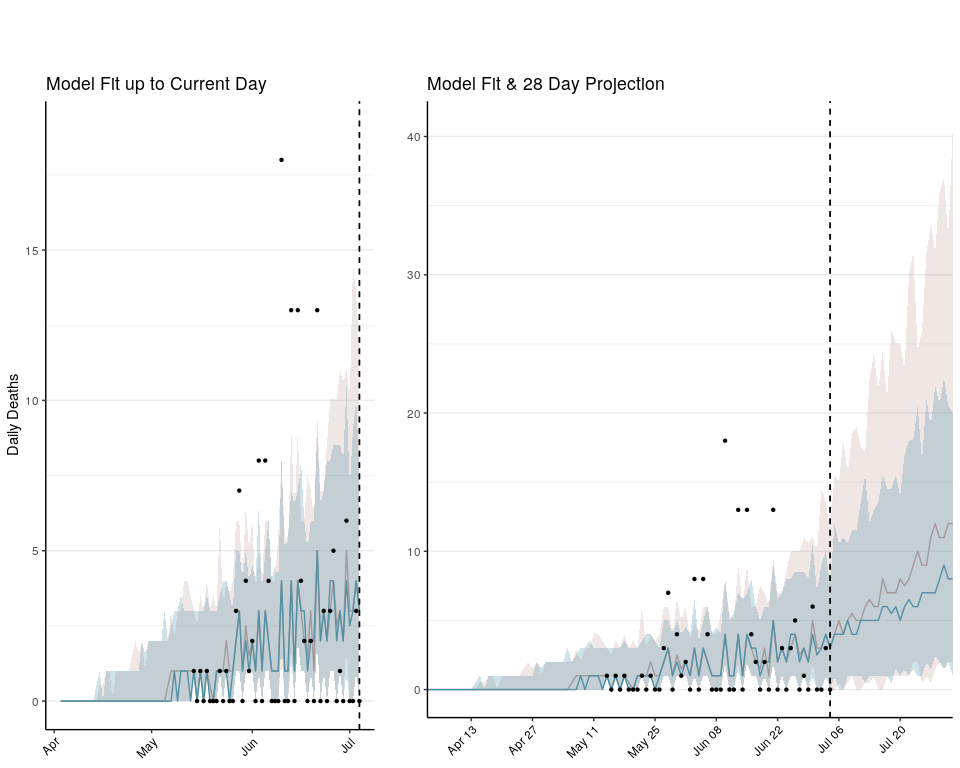 Model Fit up to Current Day
Daily Deaths
15
10
5
0
Apr
May
Jun
Jul
Model Fit & 28 Day Projection
40
30
20
10
0
Apr 13
Apr 27
May 11
May 25
Jun 08
Jun 22
Jul 06
Jul 20